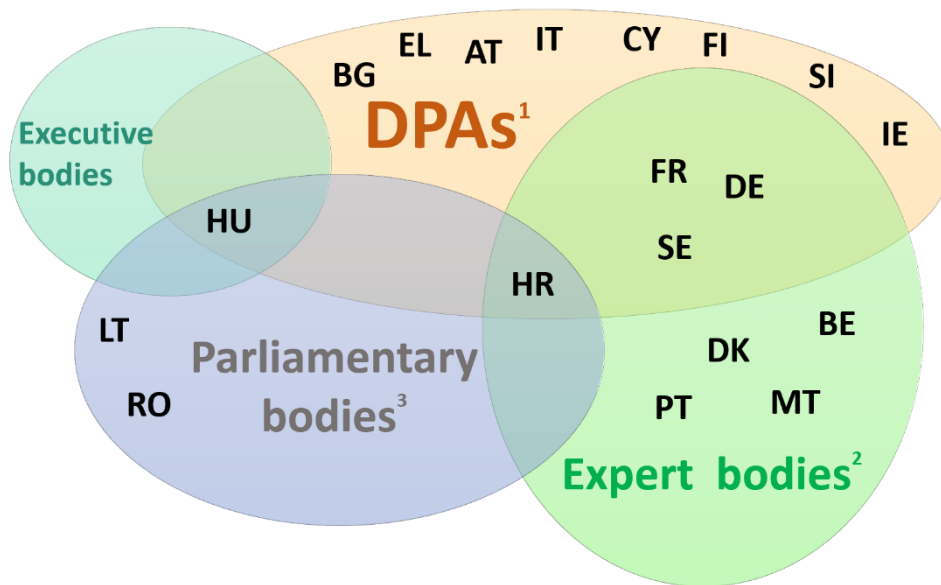 EL AT IT CY FI
BG SI
DPAs¹ IE
Executive
bodies
FR DE
HU
SE
HR
LT BE
Parliamentary DK
bodies³
RO PT MT
Expert bodies²